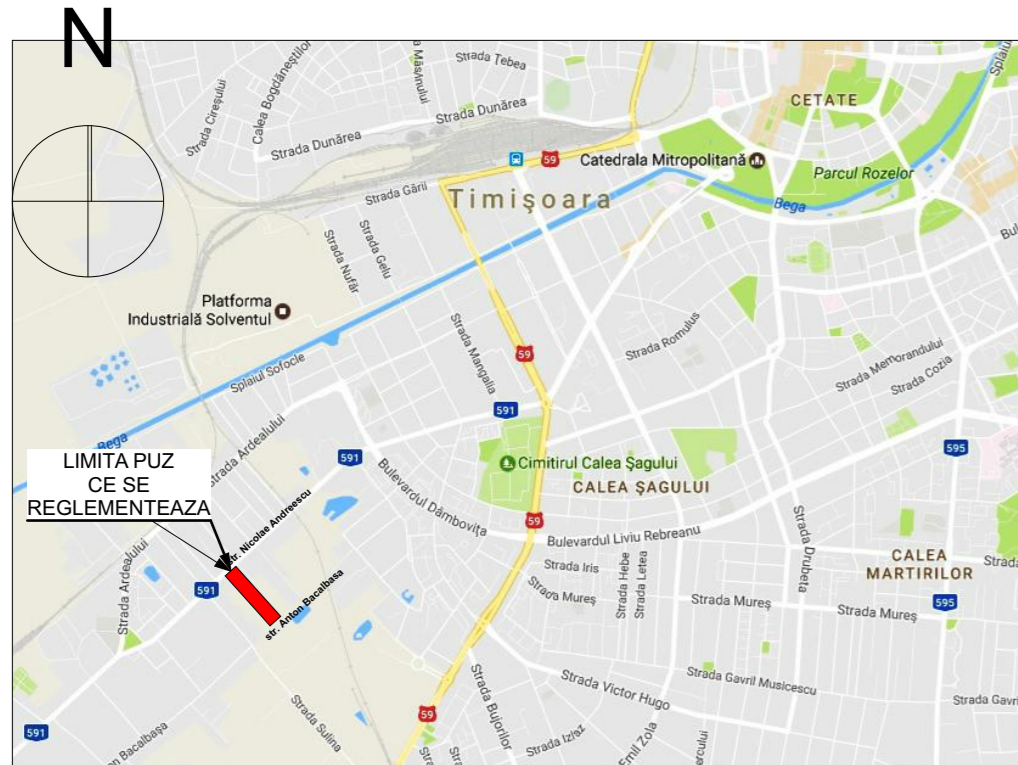 N
Strada Cireșului
Calea Bogdăneștilor
Strada Tebea
Strada Dunărea
Strada Dunărea
CETATE
Splaiu
59
Catedrala Mitropolitană
Parcul Rozelor
Strada Gării
Timișoara
Bega
Strada Nufăr
Strada Gelu
Platforma
Industrială Solventul
Strada Mangalia
59
Strada Romulus
Strada Memorandului
Strada Cozia
Splaiul Sofocle
591
Bega
Strada Ardealului
591
595
LIMITA PUZ
CE SE
REGLEMENTEAZA
Cimitirul Calea Șagului
CALEA ȘAGULUI
Bulevardul Dâmbovița
str. Nicolae Andreescu
59
Bulevardul Liviu Rebreanu
Strada Drubeta
Strada Iris
Strada Hebe
Strada Letea
CALEA
MARTIRILOR
Strada Ardealului
591
str. Anton Bacalbasa
Strada Mureș
Strada Mureș
Strada Mureș
595
Strada Victor Hugo
Strada Gavril Musicescu
Strada Gavri
Strada Bujorilor
59
Strada Sulina
591
Emil Zola